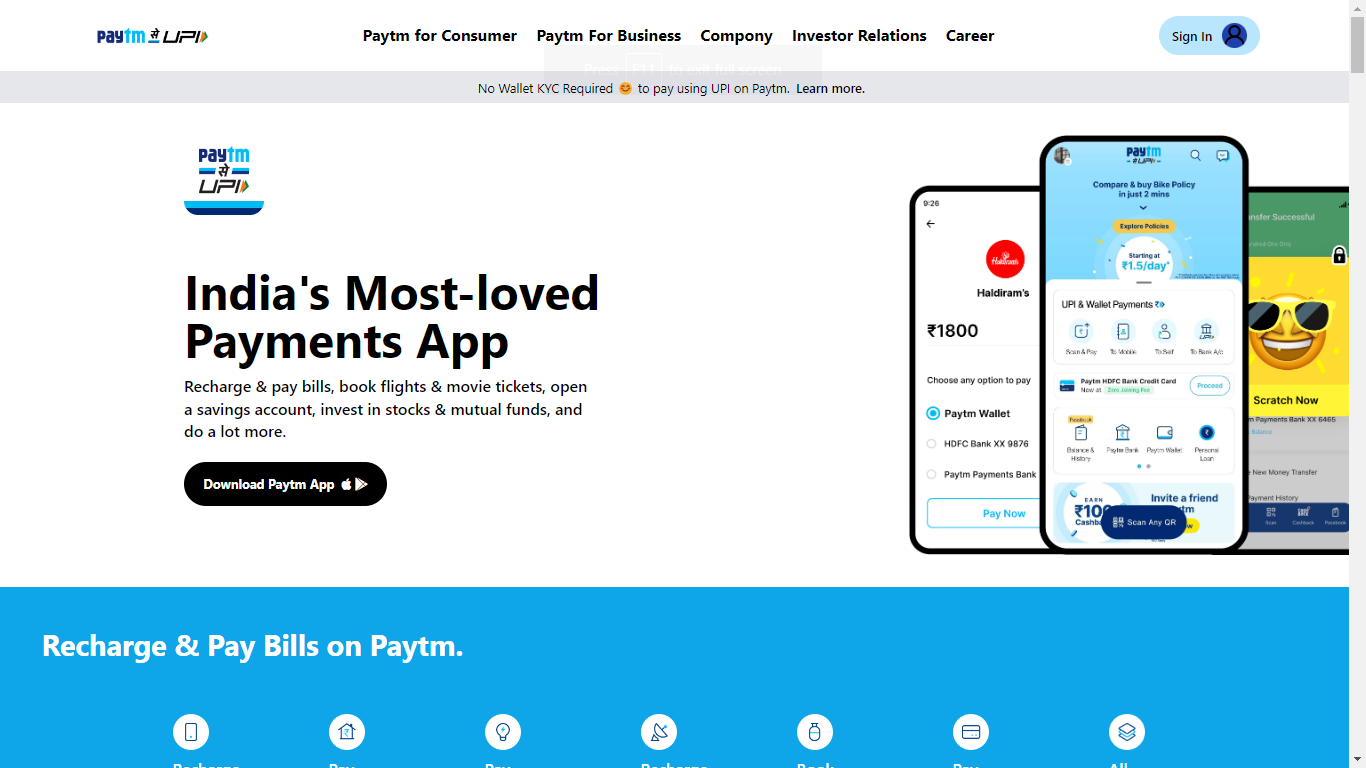 paytm से UPI
Paytm for Consumer
Paytm For Business
Compony
Investor Relations
Career
Sign In
Press F11 to exit full screen
No Wallet KYC Required 😊 to pay using UPI on Paytm. Learn more.
paytm
से
UPI
India's Most-loved
Payments App
Recharge & pay bills, book flights & movie tickets, open
a savings account, invest in stocks & mutual funds, and
do a lot more.
Download Paytm App
9:26
Haldiram's
Haldiram's
₹1800
Choose any option to pay
Paytm Wallet
HDFC Bank XX 9876
Paytm Payments Bank
Pay Now
paytm
से UPI
Compare & buy Bike Policy
in just 2 mins
Explore Policies
Starting at
₹1.5/day*
UPI & Wallet Payments
Scan & Pay
To Mobile
To Self
To Bank A/c
Paytm HDFC Bank Credit Card
Now at Zero Joining Fee
Proceed
Passbook
Balance &
History
Paytm Bank
Paytm Wallet
Personal
Loan
EARN
₹100
Cashba
Invite a friend
ytm
Scan Any QR
nsfer Successful
Scratch Now
m Payments Bank XX 6465
Balance
e New Money Transfer
Payment History
Scan
Cashback
Passbook
Recharge & Pay Bills on Paytm.
Recharge
Pay
Pay
Recharge
Book
Pay
All